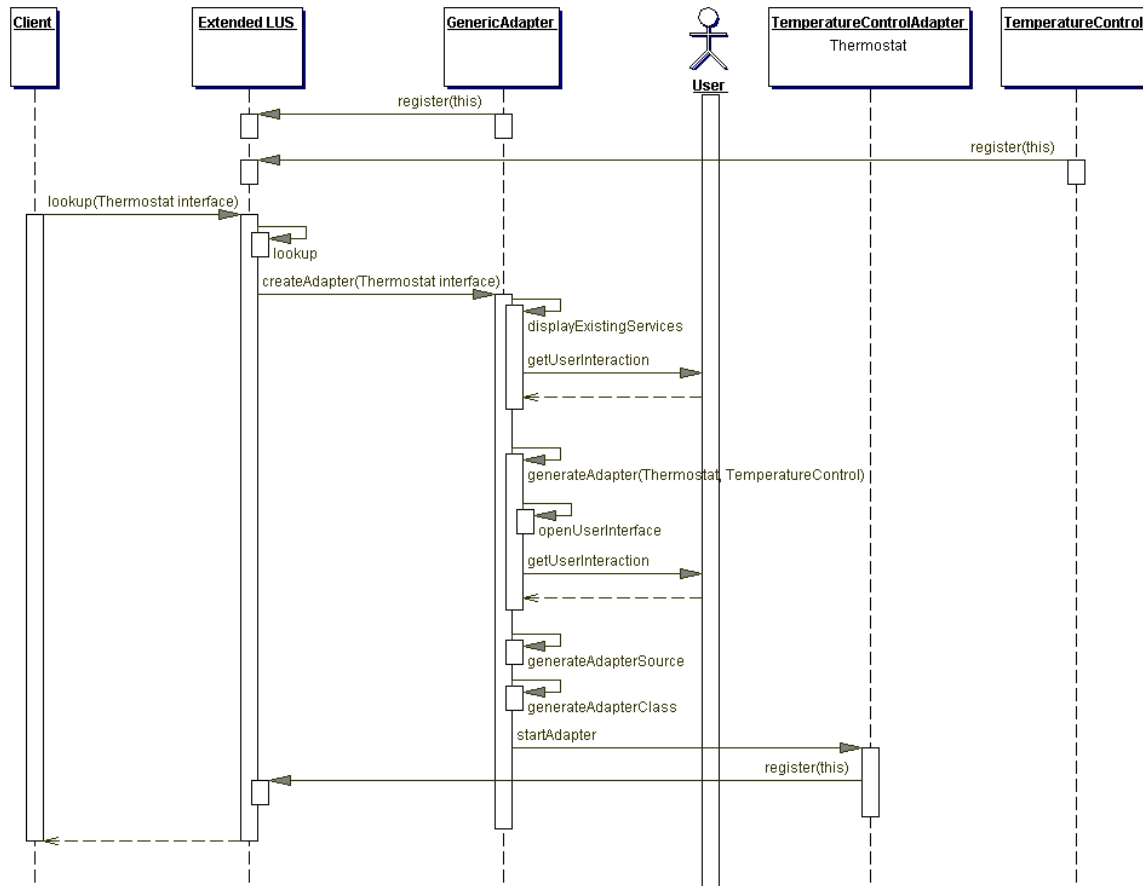 Client
Extended LUS
GenericAdapter
User
TemperatureControlAdapter
Thermostat
TemperatureControl
register(this)
register(this)
lookup(Thermostat interface)
lookup
createAdapter(Thermostat interface)
displayExistingServices
getUserInteraction
generateAdapter(Thermostat, TemperatureControl)
openUserInterface
getUserInteraction
generateAdapterSource
generateAdapterClass
startAdapter
register(this)